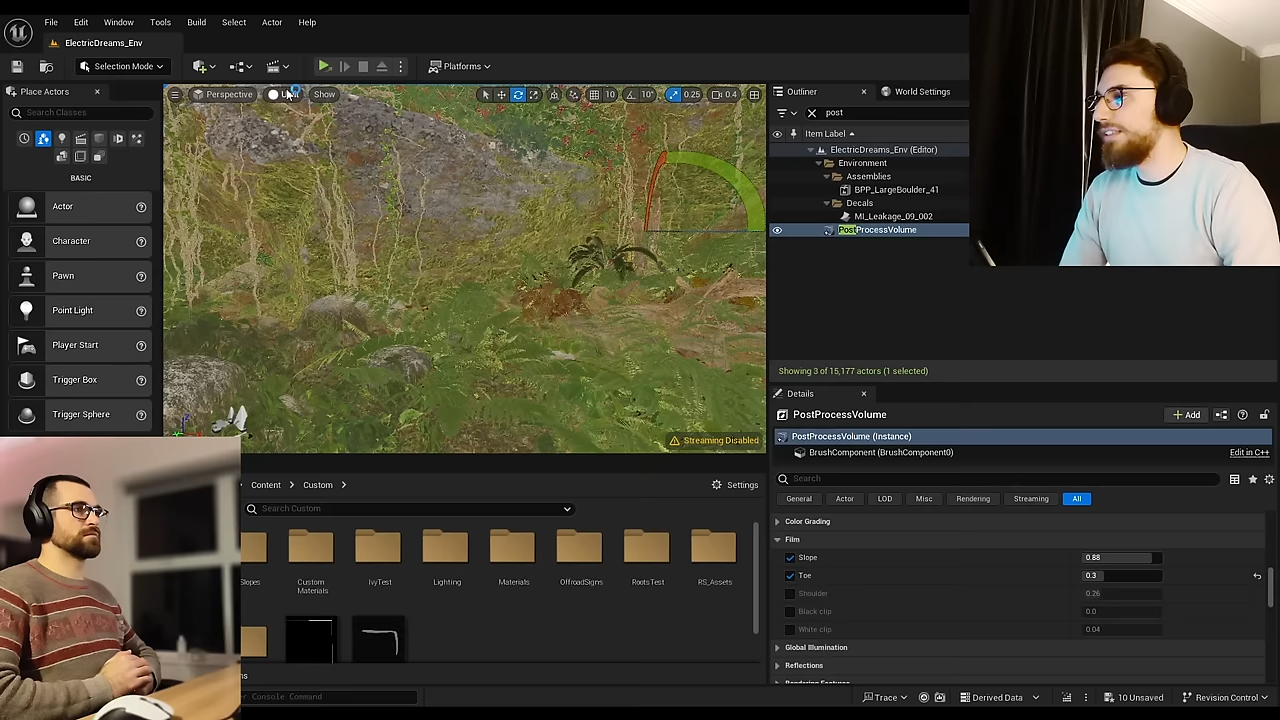 File Edit Window Tools Build Select Actor Help
ElectricDreams_Env
Selection Mode
Platforms
Place Actors
Search Classes
BASIC
Actor
Character
Pawn
Point Light
Player Start
Trigger Box
Trigger Sphere
Perspective
Show
10
10°
0.25
0.4
Streaming Disabled
Content
Custom
Settings
Search Custom
Custom Materials
IvyTest
Lighting
Materials
OffroadSigns
RootsTest
RS_Assets
Console Command
Outliner
World Settings
post
Item Label
ElectricDreams_Env (Editor)
Environment
Assemblies
BPP_LargeBoulder_41
Decals
MI_Leakage_09_002
PostProcessVolume
Showing 3 of 15,177 actors (1 selected)
Details
PostProcessVolume
Add
PostProcessVolume (Instance)
BrushComponent (BrushComponent0)
Edit in C++
Search
General Actor LOD Misc Rendering Streaming All
Color Grading
Film
Slope 0.88
Toe 0.3
Shoulder 0.26
Black clip 0.0
White clip 0.04
Global Illumination
Reflections
Trace
Derived Data
10 Unsaved
Revision Control